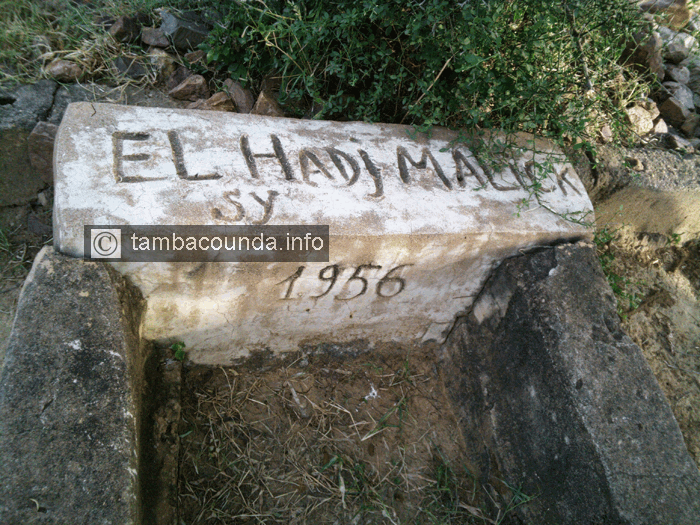 EL HAdj MALICK
sy
© tambacounda.info
1956